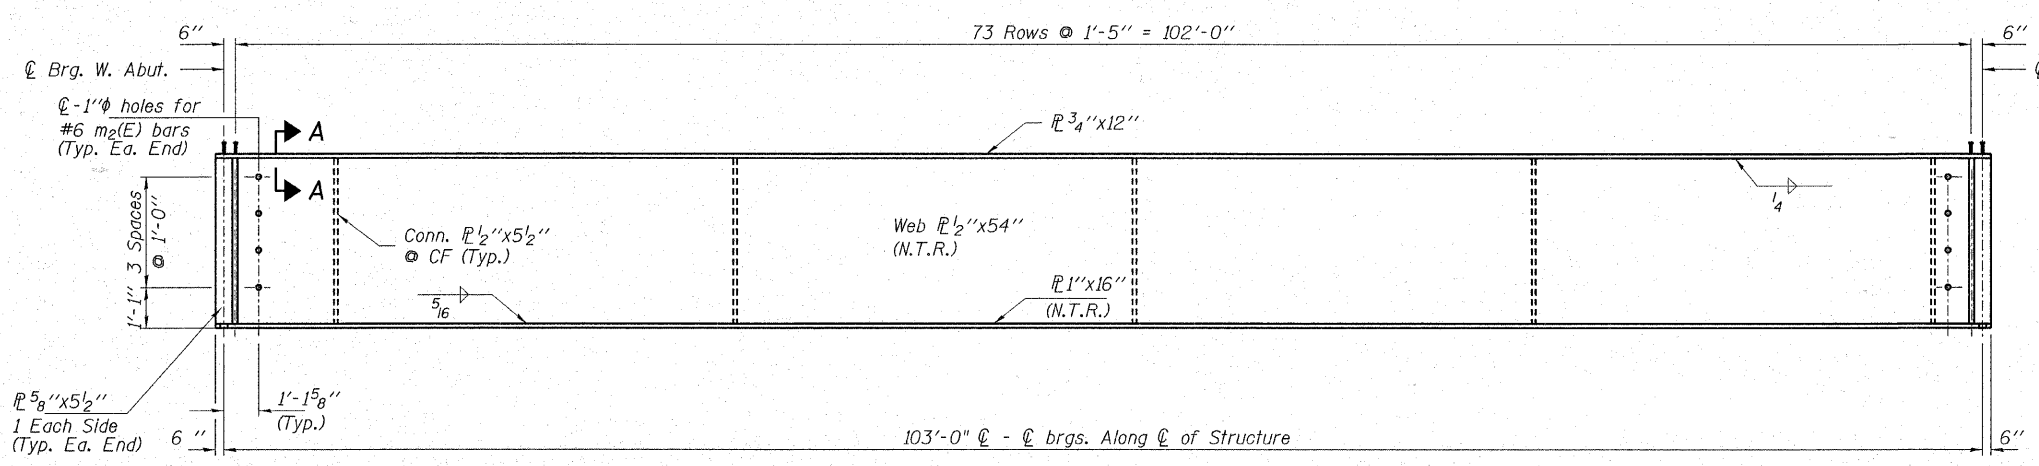 6"
73 Rows @ 1'-5" = 102'-0"
6"
℄ Brg. W. Abut.
℄
℄-1"ϕ holes for
#6 m₂(E) bars
(Typ. Ea. End)
A
A
℄ 3/4"x12"
3 Spaces
@ 1'-0"
1'-1"
Conn. ℄ 1/2"x5 1/2"
@ CF (Typ.)
Web ℄ 1/2"x54"
(N.T.R.)
1/4
5/16
℄ 1"x16"
(N.T.R.)
℄ 5/8"x5 1/2"
1 Each Side
(Typ. Ea. End)
1'-1 5/8"
(Typ.)
6"
103'-0" ℄ - ℄ brgs. Along ℄ of Structure
6"